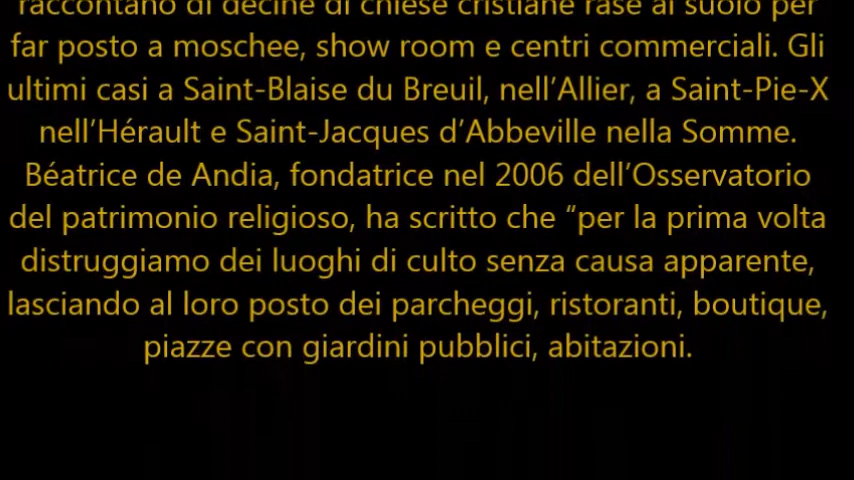 raccontano di decine di chiese cristiane rase al suolo per
far posto a moschee, show room e centri commerciali. Gli
ultimi casi a Saint-Blaise du Breuil, nell’Allier, a Saint-Pie-X
nell’Hérault e Saint-Jacques d’Abbeville nella Somme.
Béatrice de Andia, fondatrice nel 2006 dell’Osservatorio
del patrimonio religioso, ha scritto che “per la prima volta
distruggiamo dei luoghi di culto senza causa apparente,
lasciando al loro posto dei parcheggi, ristoranti, boutique,
piazze con giardini pubblici, abitazioni.